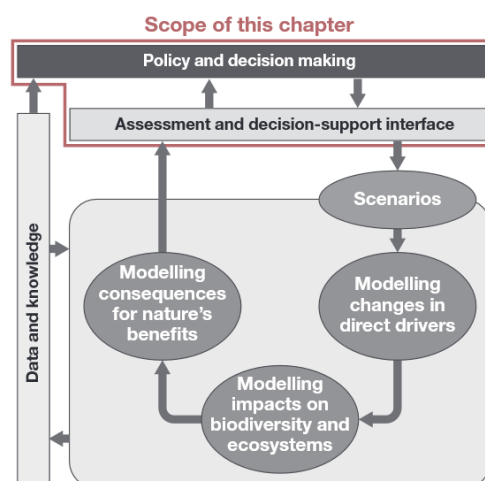 Scope of this chapter
Policy and decision making
Assessment and decision-support interface
Scenarios
Data and knowledge
Modelling
consequences
for nature's
benefits
Modelling
changes in
direct drivers
Modelling
impacts on
biodiversity and
ecosystems